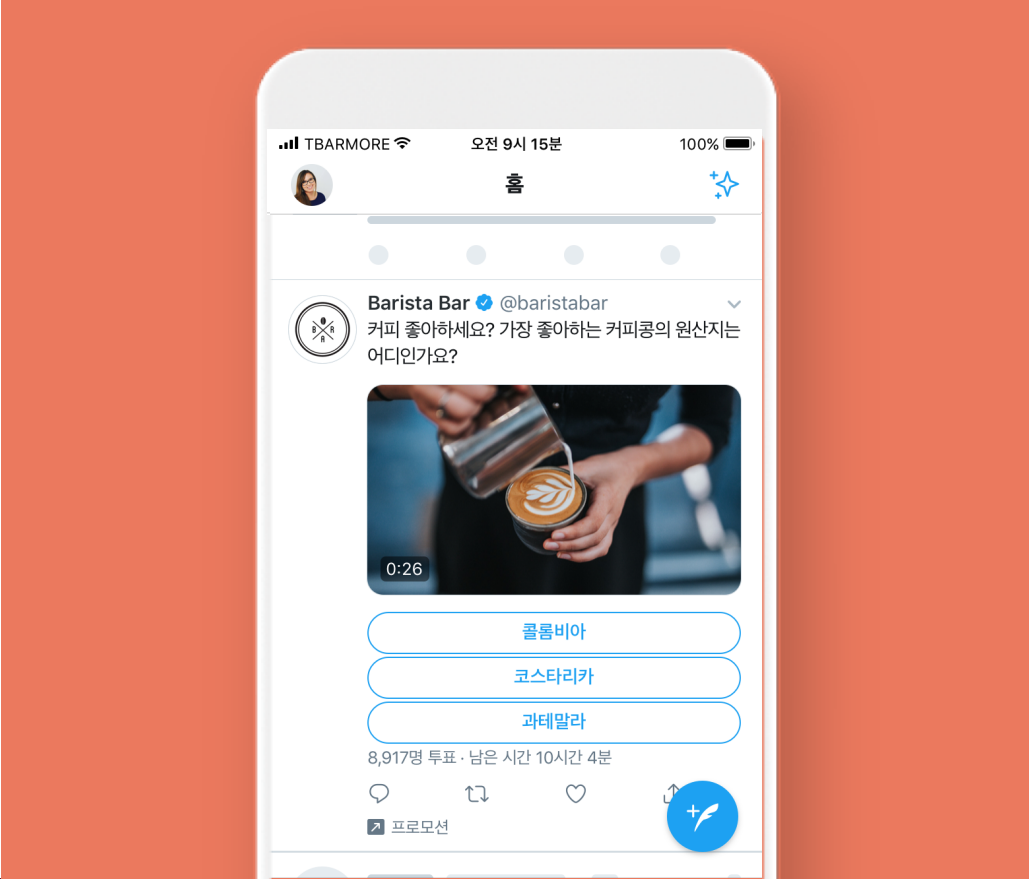 TBARMORE 오전 9시 15분 100%
홈
Barista Bar @baristabar
커피 좋아하세요? 가장 좋아하는 커피콩의 원산지는
어디인가요?
B A R
R
0:26
콜롬비아
코스타리카
과테말라
8,917명 투표 · 남은 시간 10시간 4분
프로모션